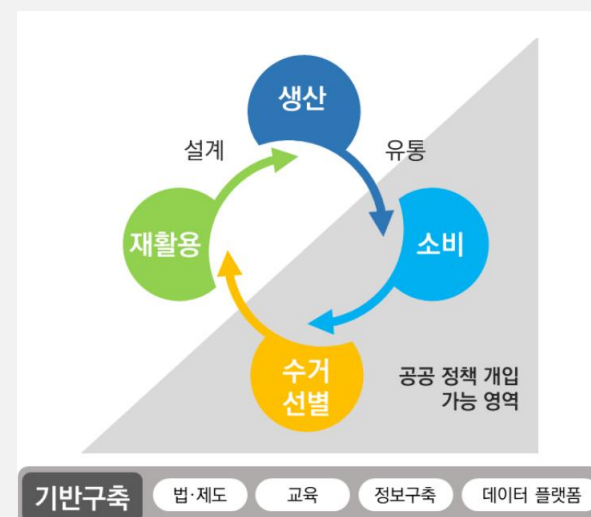 생산
설계
유통
재활용
소비
수거
선별
공공 정책 개입
가능 영역
기반구축
법·제도
교육
정보구축
데이터 플랫폼